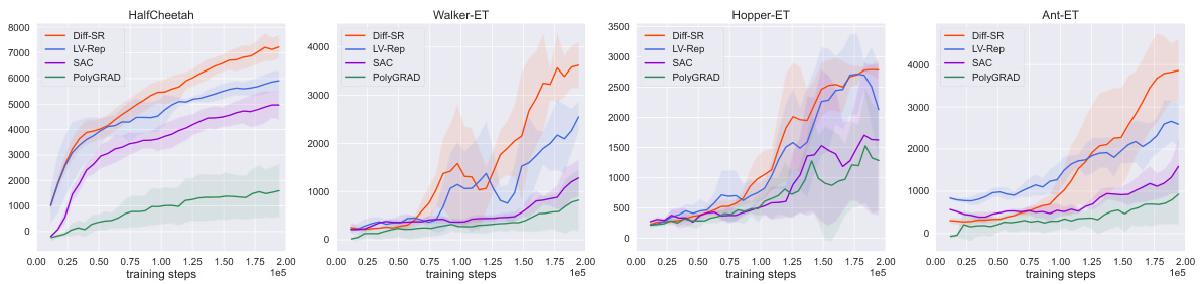 HalfCheetah
8000
7000
6000
5000
4000
3000
2000
1000
0
Diff-SR
LV-Rep
SAC
PolyGRAD
0.00 0.25 0.50 0.75 1.00 1.25 1.50 1.75 2.00
training steps
1e5
Walker-ET
4000
3000
2000
1000
0
Diff-SR
LV-Rep
SAC
PolyGRAD
0.00 0.25 0.50 0.75 1.00 1.25 1.50 1.75 2.00
training steps
1e5
Hopper-ET
3500
3000
2500
2000
1500
1000
500
0
Diff-SR
LV-Rep
SAC
PolyGRAD
0.00 0.25 0.50 0.75 1.00 1.25 1.50 1.75 2.00
training steps
1e5
Ant-ET
4000
3000
2000
1000
0
Diff-SR
LV-Rep
SAC
PolyGRAD
0.00 0.25 0.50 0.75 1.00 1.25 1.50 1.75 2.00
training steps
1e5